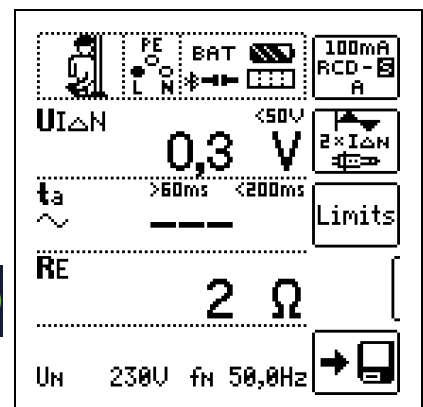 PE
L N
BAT
100mA
RCD-S
A
UI△N
<50V
0,3 V
2×I△N
ta
>60ms <200ms
---
Limits
RE
2 Ω
UN 230V fN 50,0Hz